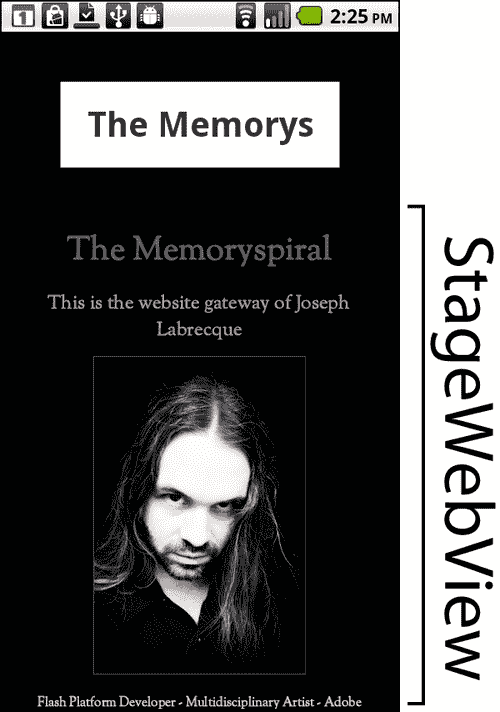 1
2:25 PM
The Memorys
The Memoryspiral
This is the website gateway of Joseph
Labrecque
Flash Platform Developer - Multidisciplinary Artist - Adobe
StageWebView